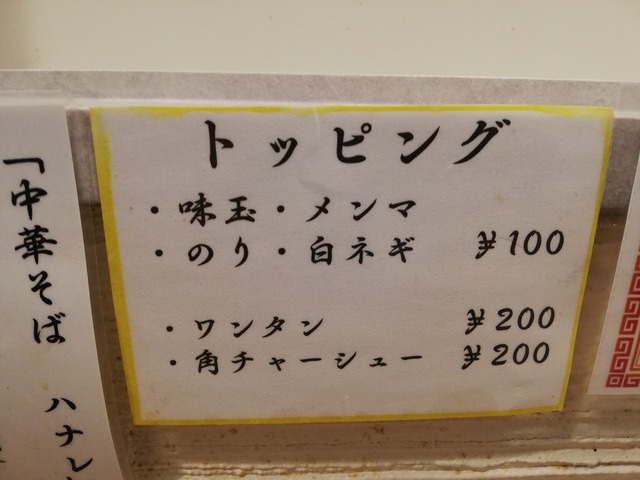 トッピング
・味玉・メンマ
・のり・白ネギ ¥100
・ワンタン ¥200
・角チャーシュー ¥200
「中華そば
ハナレ